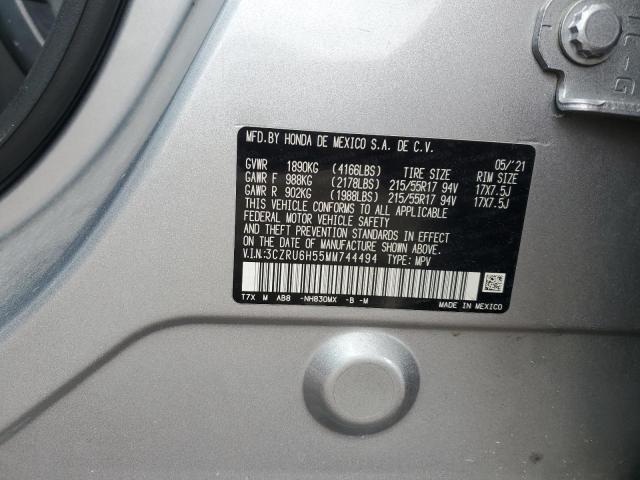 MFD.BY HONDA DE MEXICO S.A. DE C.V.
GVWR 1890KG (4166LBS) TIRE SIZE 05/'21 RIM SIZE
GAWR F 988KG (2178LBS) 215/55R17 94V 17X7.5J
GAWR R 902KG (1988LBS) 215/55R17 94V 17X7.5J
THIS VEHICLE CONFORMS TO ALL APPLICABLE
FEDERAL MOTOR VEHICLE SAFETY
AND THEFT PREVENTION STANDARDS IN EFFECT
ON THE DATE OF MANUFACTURE SHOWN ABOVE.
V.I.N:3CZRU6H55MM744494 TYPE: MPV
T7X M AB8 -NH830MX -B -M MADE IN MEXICO